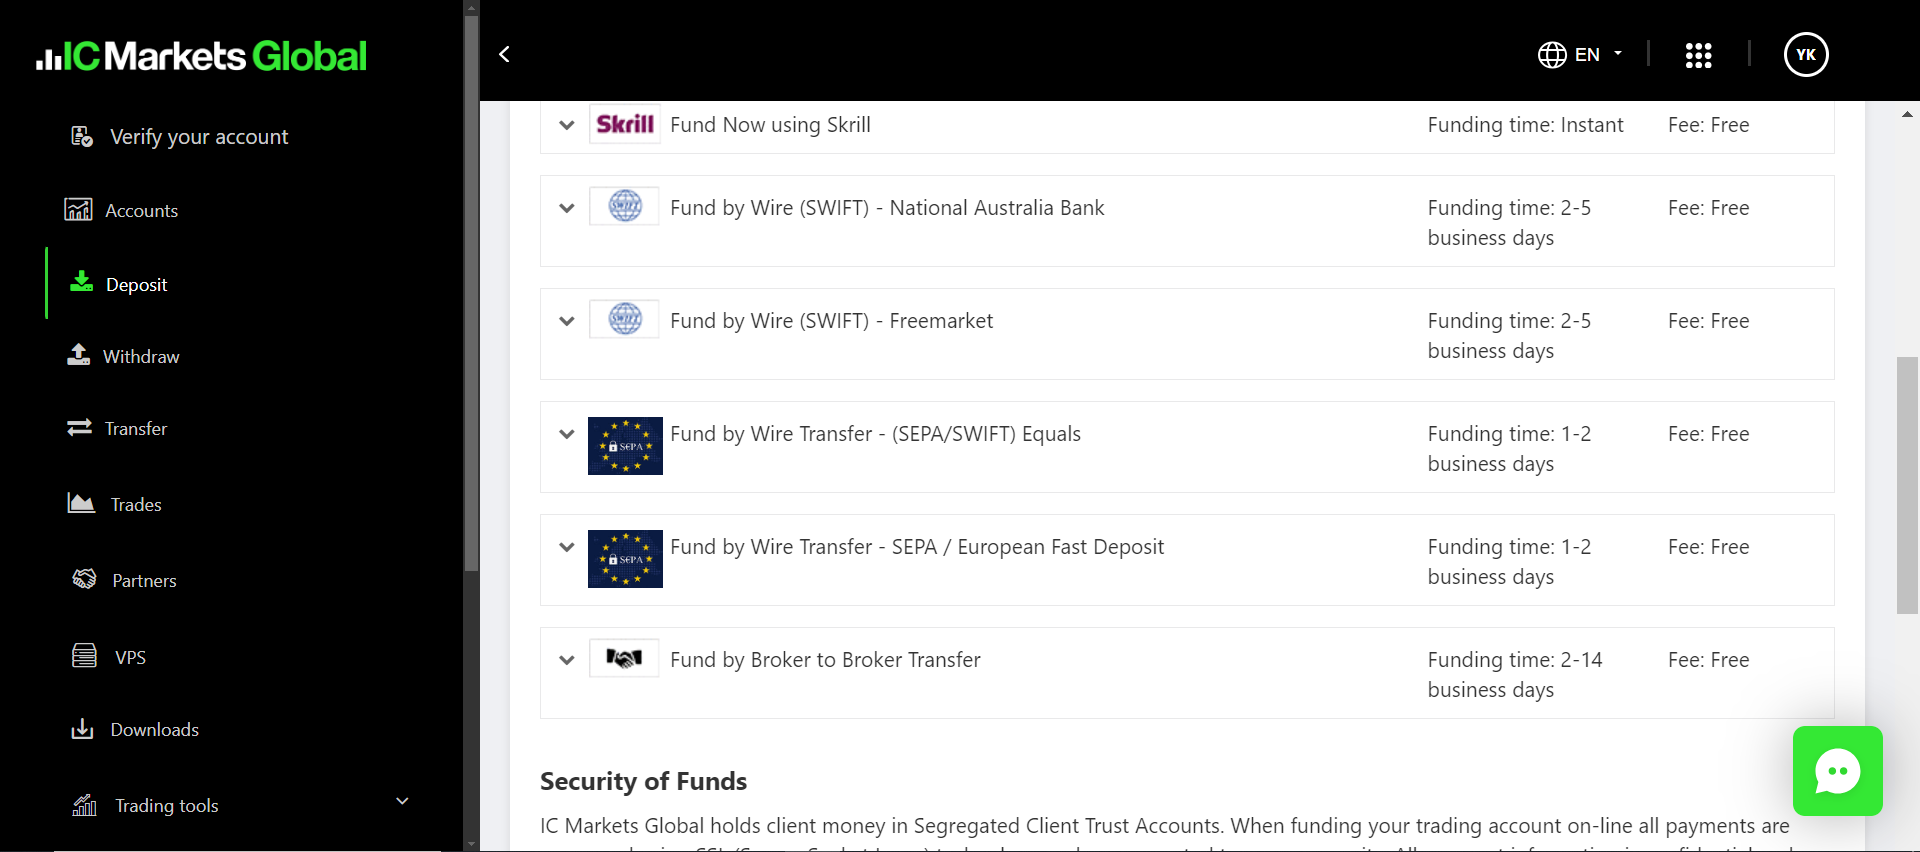 IC Markets Global
EN
YK
Verify your account
Accounts
Deposit
Withdraw
Transfer
Trades
Partners
VPS
Downloads
Trading tools
Skrill Fund Now using Skrill Funding time: Instant Fee: Free
SWIFT Fund by Wire (SWIFT) - National Australia Bank Funding time: 2-5 Fee: Free
business days
SWIFT Fund by Wire (SWIFT) - Freemarket Funding time: 2-5 Fee: Free
business days
SEPA Fund by Wire Transfer - (SEPA/SWIFT) Equals Funding time: 1-2 Fee: Free
business days
SEPA Fund by Wire Transfer - SEPA / European Fast Deposit Funding time: 1-2 Fee: Free
business days
Fund by Broker to Broker Transfer Funding time: 2-14 Fee: Free
business days
Security of Funds
IC Markets Global holds client money in Segregated Client Trust Accounts. When funding your trading account on-line all payments are